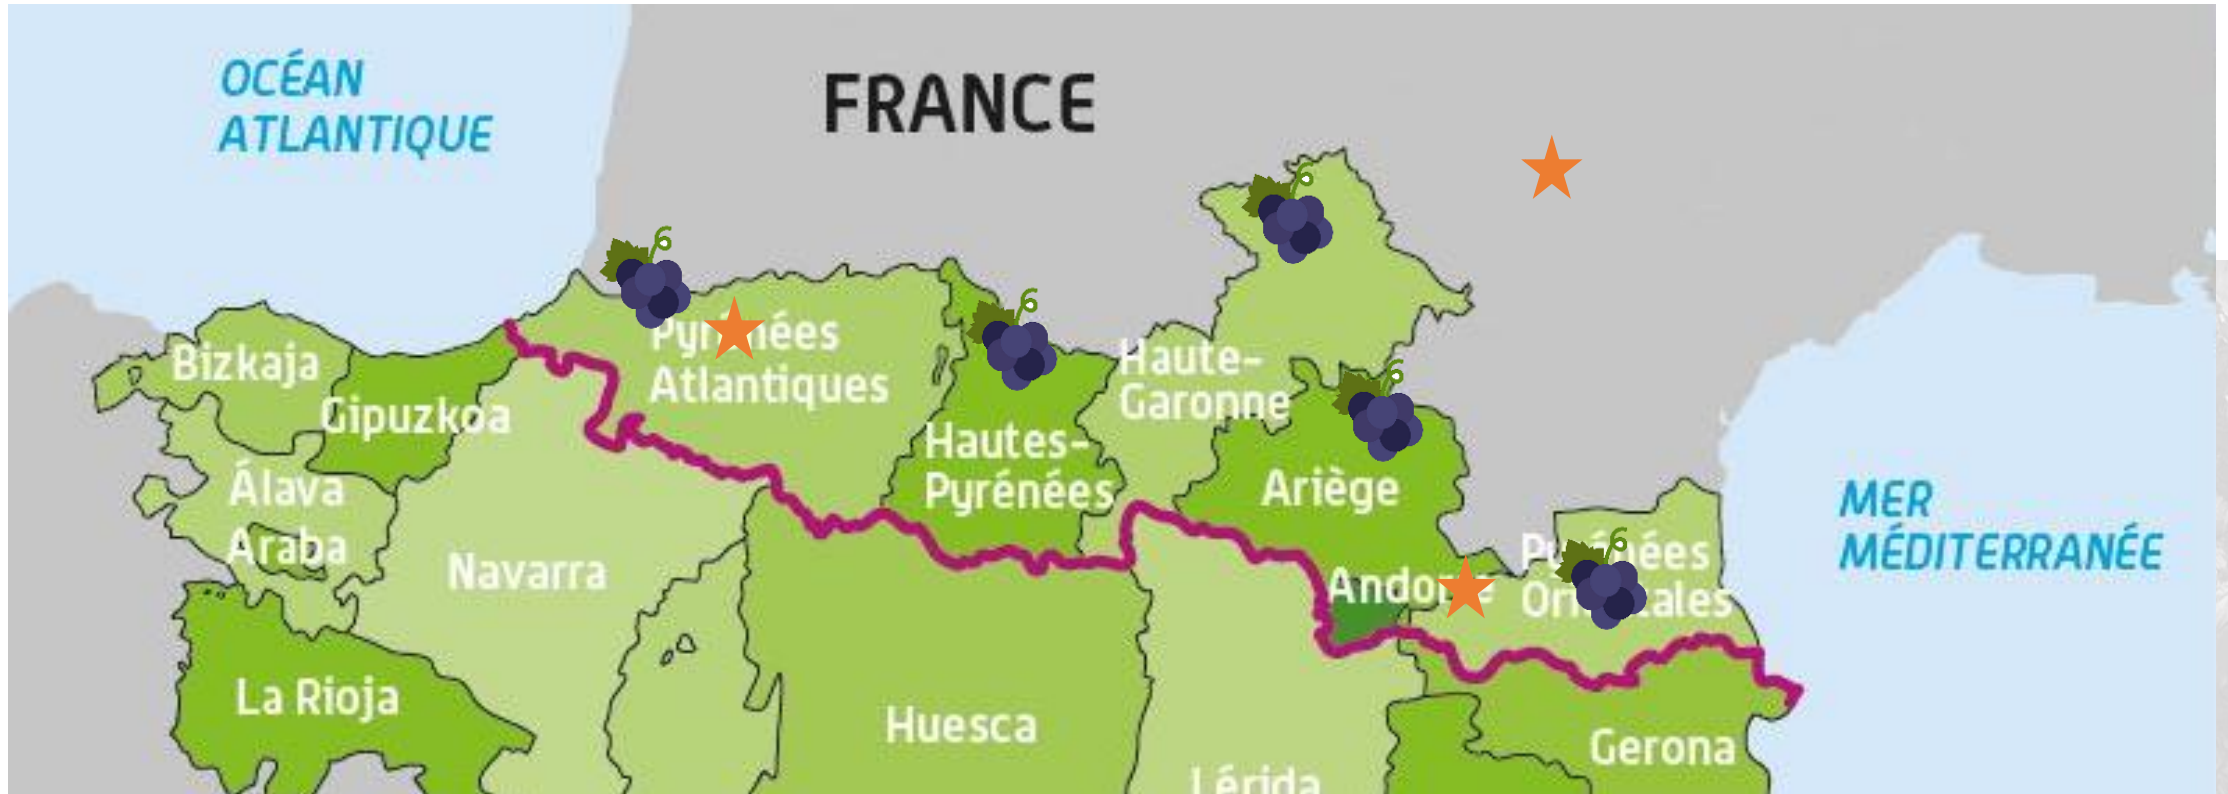 OCÉAN
ATLANTIQUE
FRANCE
Bizkaja
Gipuzkoa
Álava
Araba
Navarra
La Rioja
Atlantiques
Hautes-
Pyrénées
Haute-
Garonne
Ariège
Huesca
Lérida
Gerona
MER
MÉDITERRANÉE